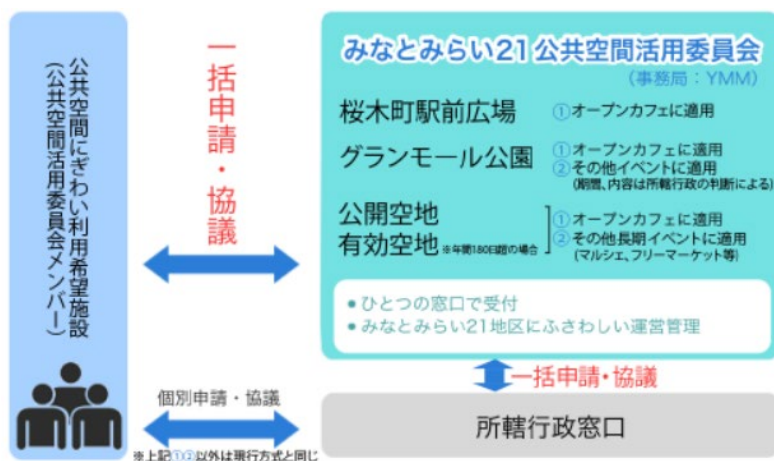 公共空間にぎわい利用希望施設
(公共空間活用委員会メンバー)
一括申請・協議
みなとみらい21公共空間活用委員会
(事務局:YMM)
桜木町駅前広場
①オープンカフェに適用
グランモール公園
①オープンカフェに適用
②その他イベントに適用
(期間、内容は所轄行政の判断による)
公開空地
有効空地※年間180日超の場合
①オープンカフェに適用
②その他長期イベントに適用
(マルシェ、フリーマーケット等)
●ひとつの窓口で受付
●みなとみらい21地区にふさわしい運営管理
一括申請・協議
個別申請・協議
※上記①②以外は現行方式と同じ
所轄行政窓口